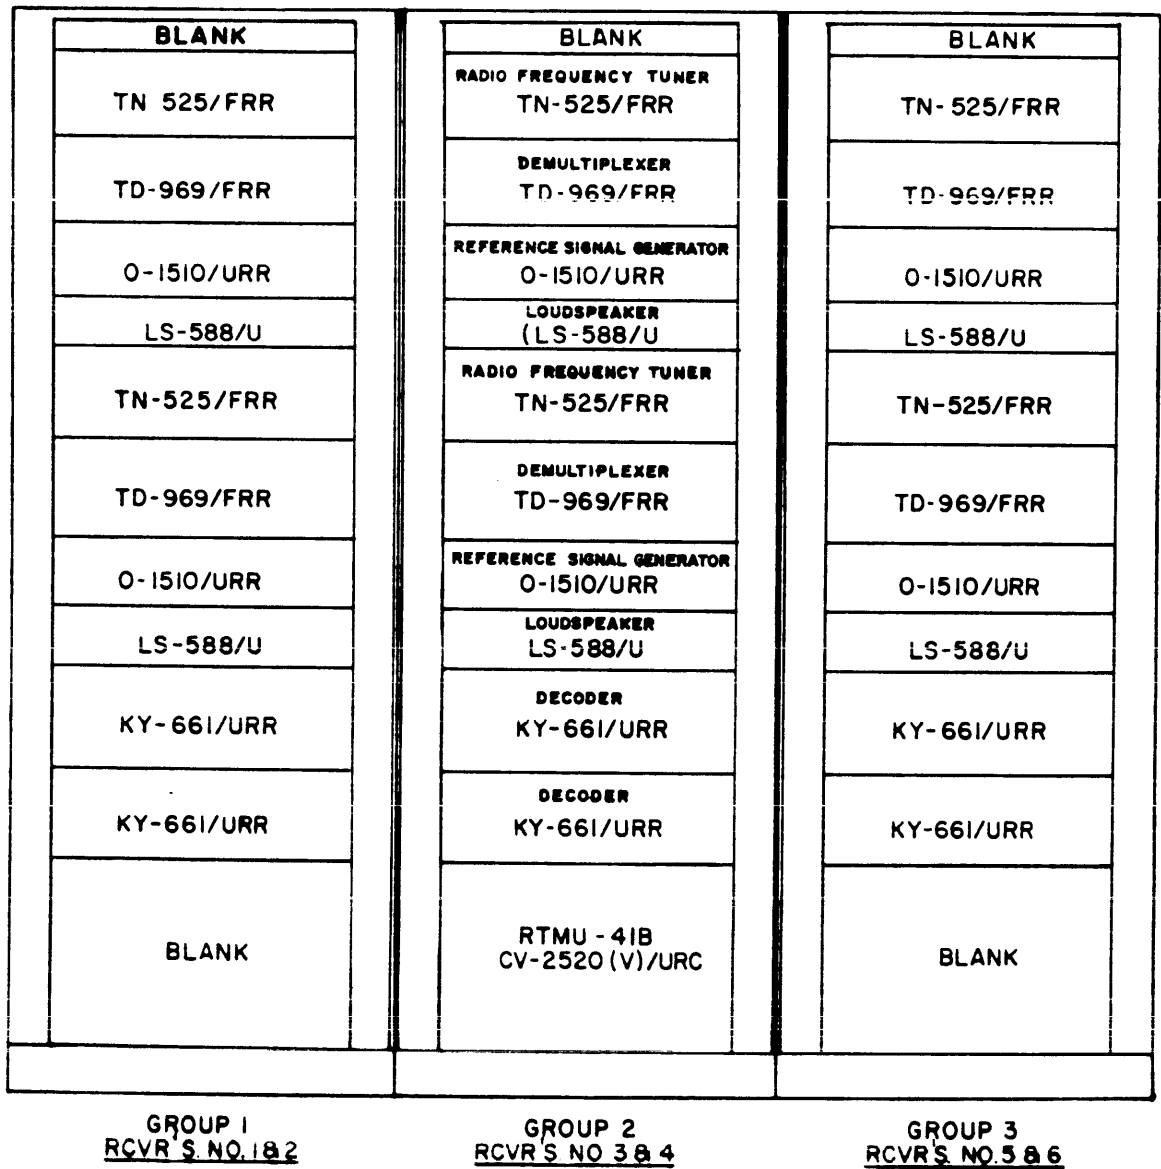 BLANK
TN 525/FRR
TD-969/FRR
O-1510/URR
LS-588/U
TN-525/FRR
TD-969/FRR
O-1510/URR
LS-588/U
KY-661/URR
KY-661/URR
BLANK
GROUP 1
RCVR'S. NO. 1 & 2
BLANK
RADIO FREQUENCY TUNER
TN-525/FRR
DEMULTIPLEXER
TD-969/FRR
REFERENCE SIGNAL GENERATOR
O-1510/URR
LOUDSPEAKER
(LS-588/U
RADIO FREQUENCY TUNER
TN-525/FRR
DEMULTIPLEXER
TD-969/FRR
REFERENCE SIGNAL GENERATOR
O-1510/URR
LOUDSPEAKER
LS-588/U
DECODER
KY-661/URR
DECODER
KY-661/URR
RTMU-41B
CV-2520(V)/URC
GROUP 2
RCVR'S NO 3 & 4
BLANK
TN-525/FRR
TD-969/FRR
O-1510/URR
LS-588/U
TN-525/FRR
TD-969/FRR
O-1510/URR
LS-588/U
KY-661/URR
KY-661/URR
BLANK
GROUP 3
RCVR'S. NO. 5 & 6